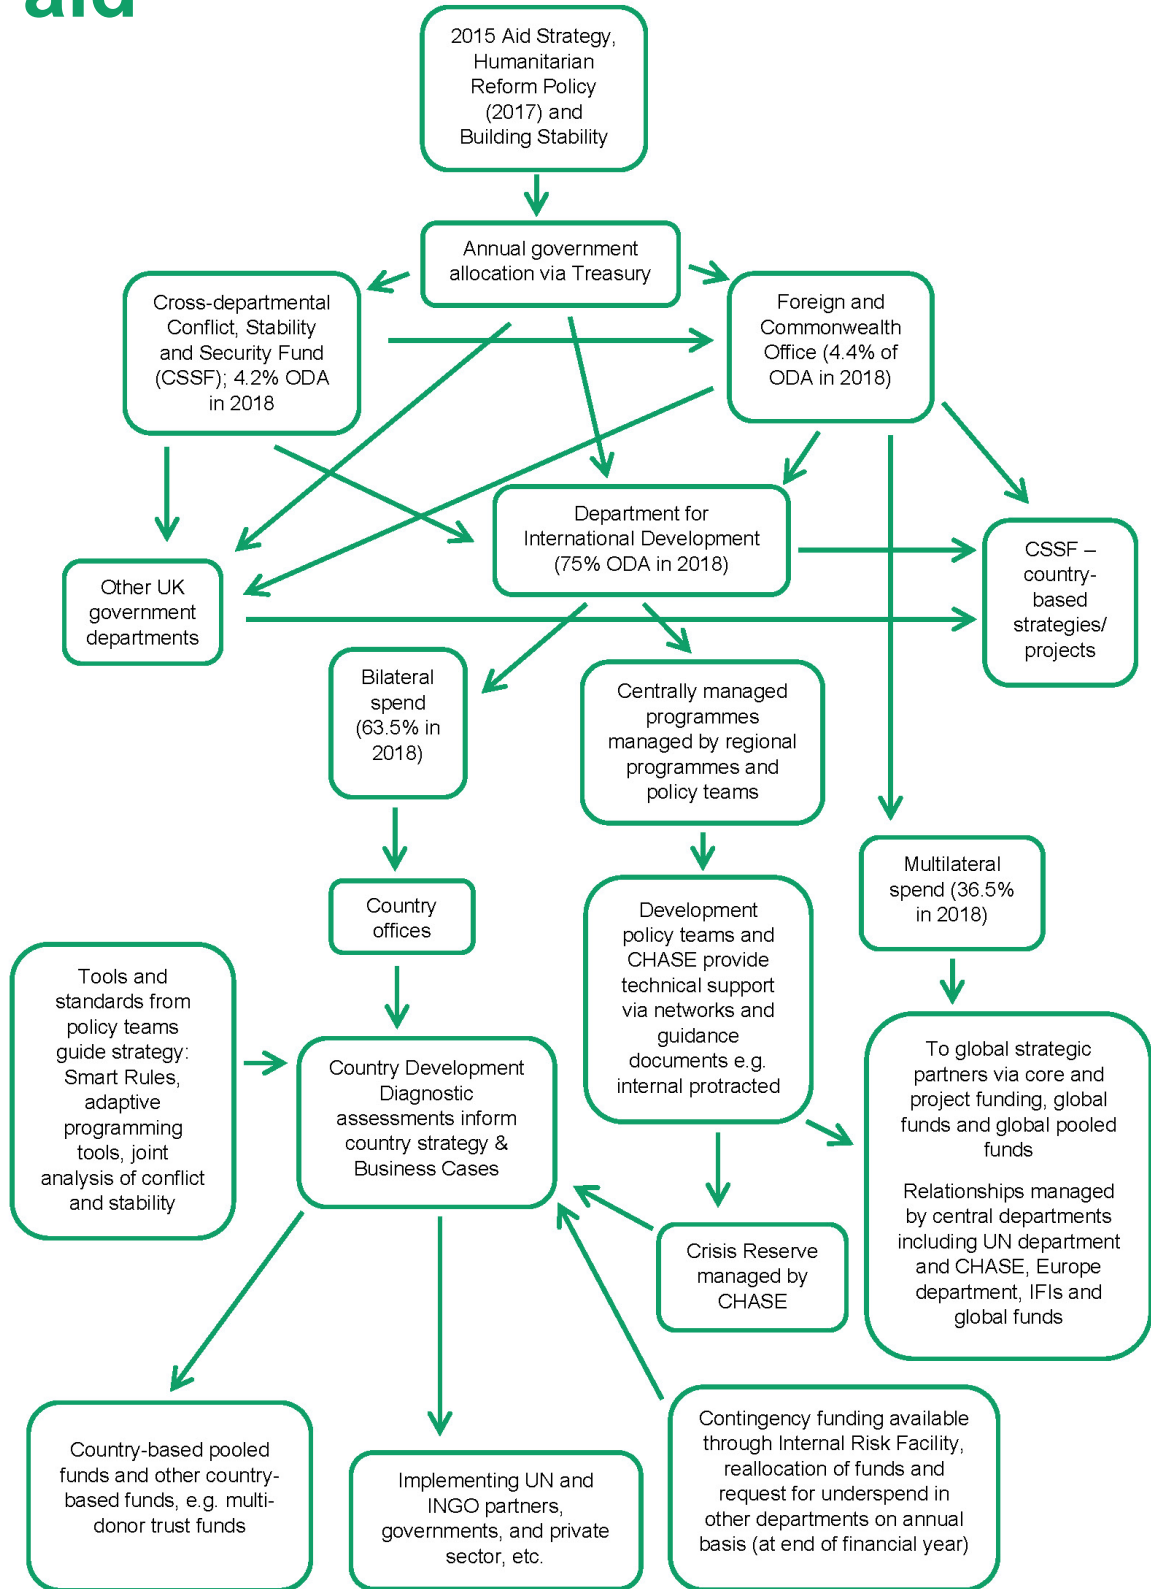 aid
2015 Aid Strategy,
Humanitarian
Reform Policy
(2017) and
Building Stability
Annual government
allocation via Treasury
Cross-departmental
Conflict, Stability
and Security Fund
(CSSF); 4.2% ODA
in 2018
Foreign and
Commonwealth
Office (4.4% of
ODA in 2018)
Department for
International Development
(75% ODA in 2018)
CSSF –
country-
based
strategies/
projects
Other UK
government
departments
Bilateral
spend
(63.5% in
2018)
Centrally managed
programmes
managed by regional
programmes and
policy teams
Multilateral
spend (36.5%
in 2018)
Country
offices
Development
policy teams and
CHASE provide
technical support
via networks and
guidance
documents e.g.
internal protracted
Tools and
standards from
policy teams
guide strategy:
Smart Rules,
adaptive
programming
tools, joint
analysis of conflict
and stability
Country Development
Diagnostic
assessments inform
country strategy &
Business Cases
To global strategic
partners via core and
project funding, global
funds and global pooled
funds
Relationships managed
by central departments
including UN department
and CHASE, Europe
department, IFIs and
global funds
Crisis Reserve
managed by
CHASE
Country-based pooled
funds and other country-
based funds, e.g. multi-
donor trust funds
Implementing UN and
INGO partners,
governments, and private
sector, etc.
Contingency funding available
through Internal Risk Facility,
reallocation of funds and
request for underspend in
other departments on annual
basis (at end of financial year)